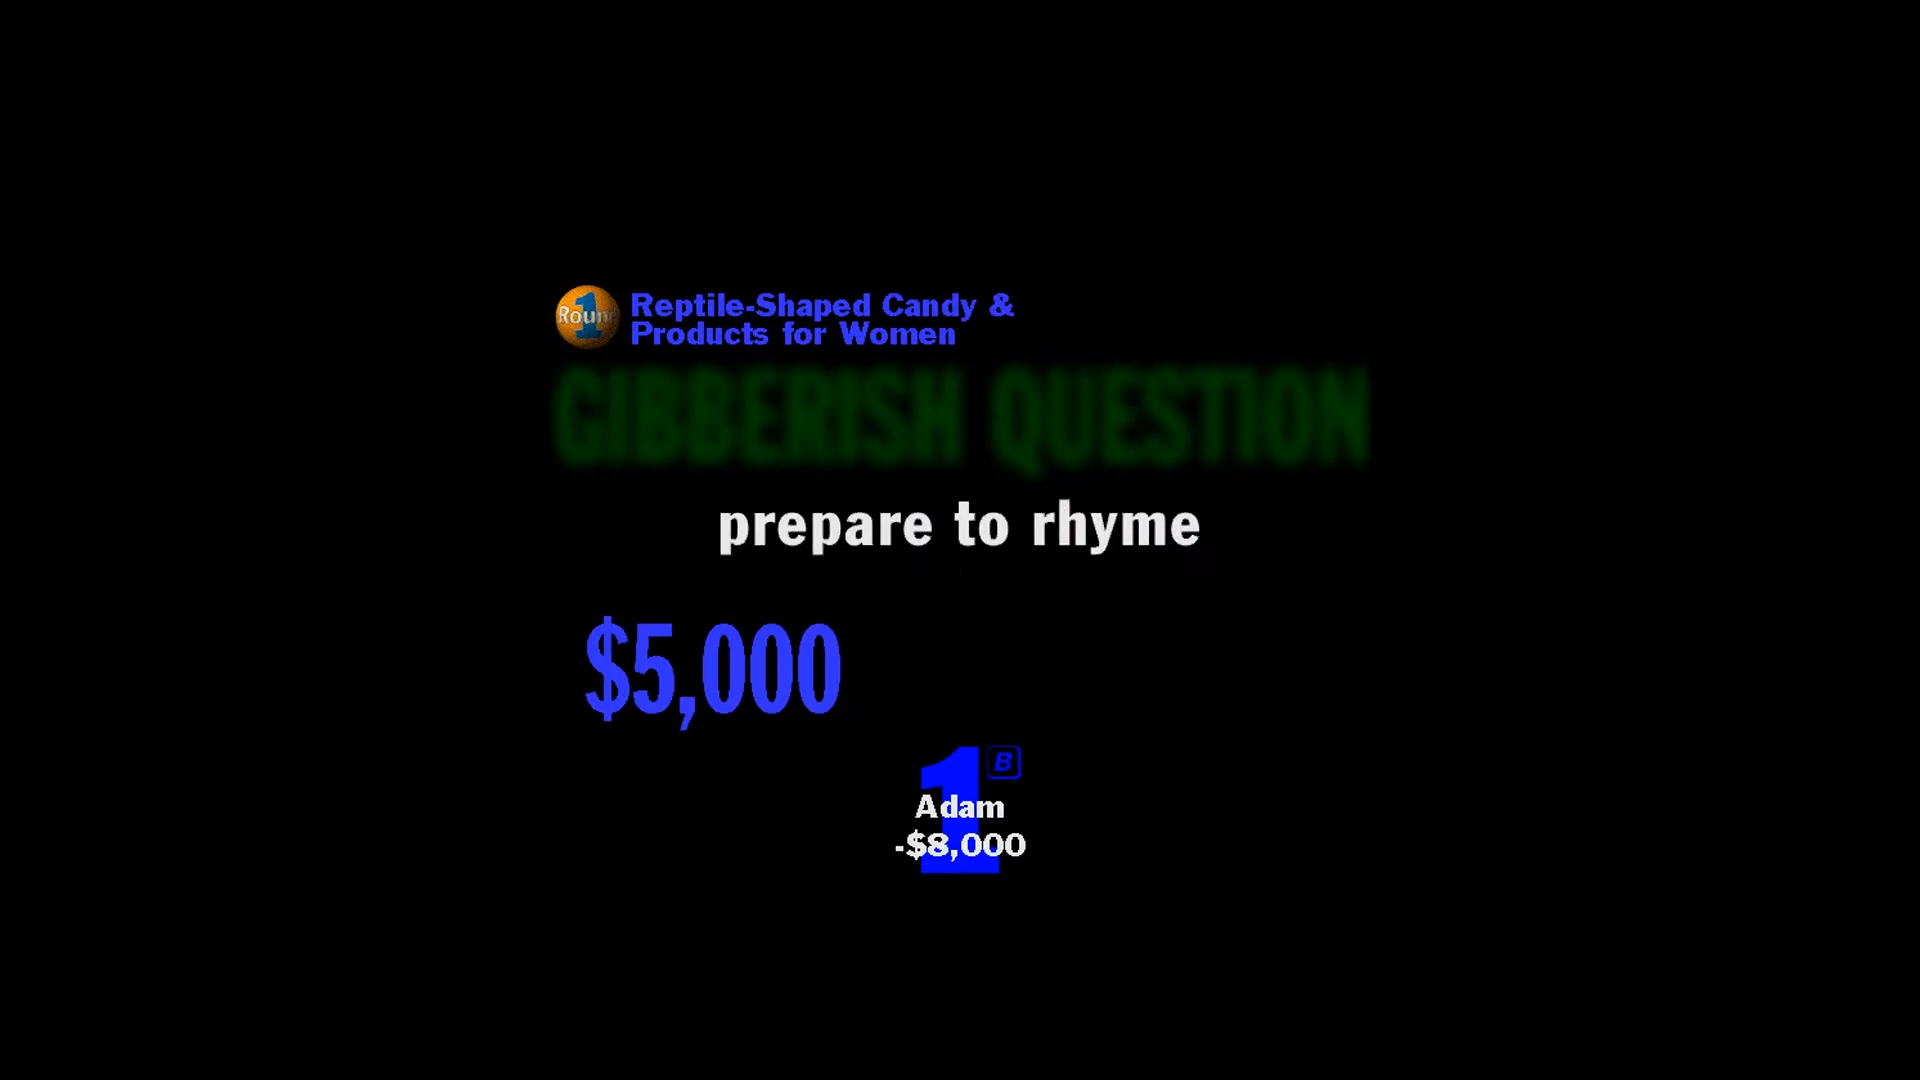 Round
1
Reptile-Shaped Candy &
Products for Women
GIBBERISH QUESTION
prepare to rhyme
$5,000
1
B
Adam
-$8,000